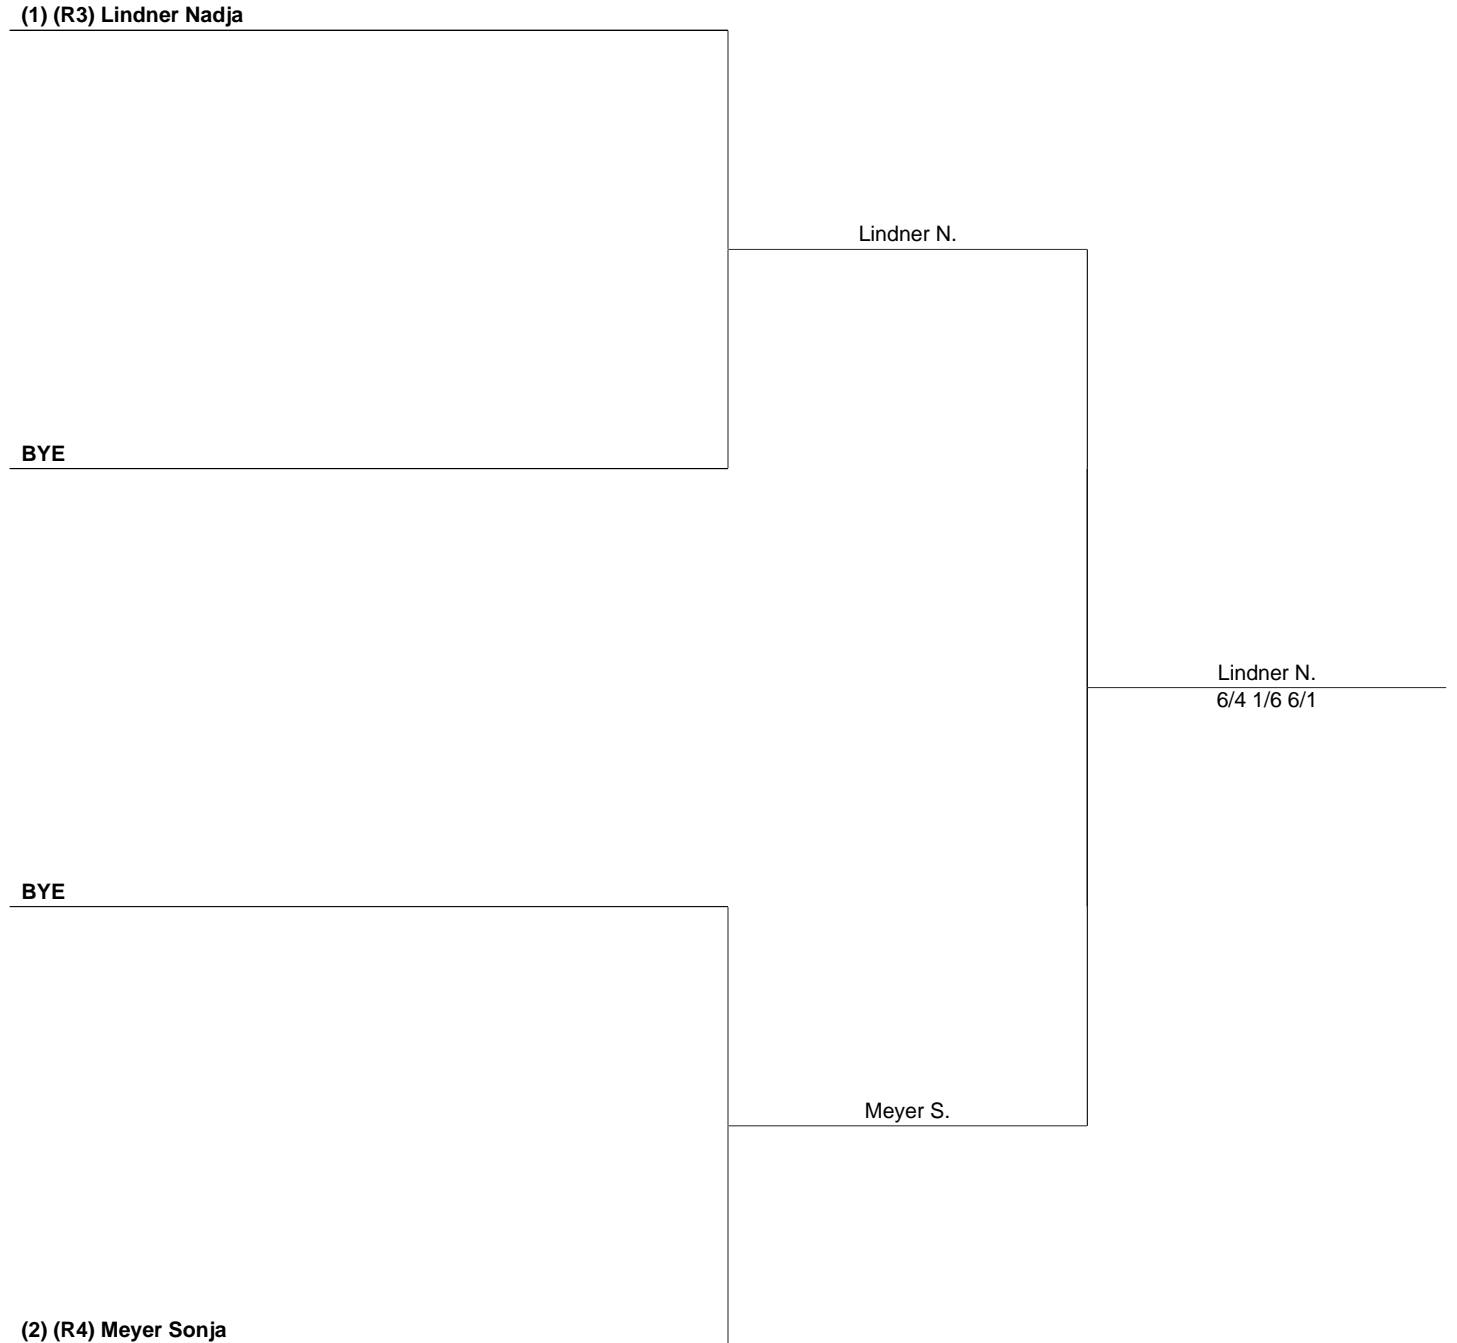 (1) (R3) Lindner Nadja
Lindner N.
BYE
Lindner N.
6/4 1/6 6/1
BYE
Meyer S.
(2) (R4) Meyer Sonja